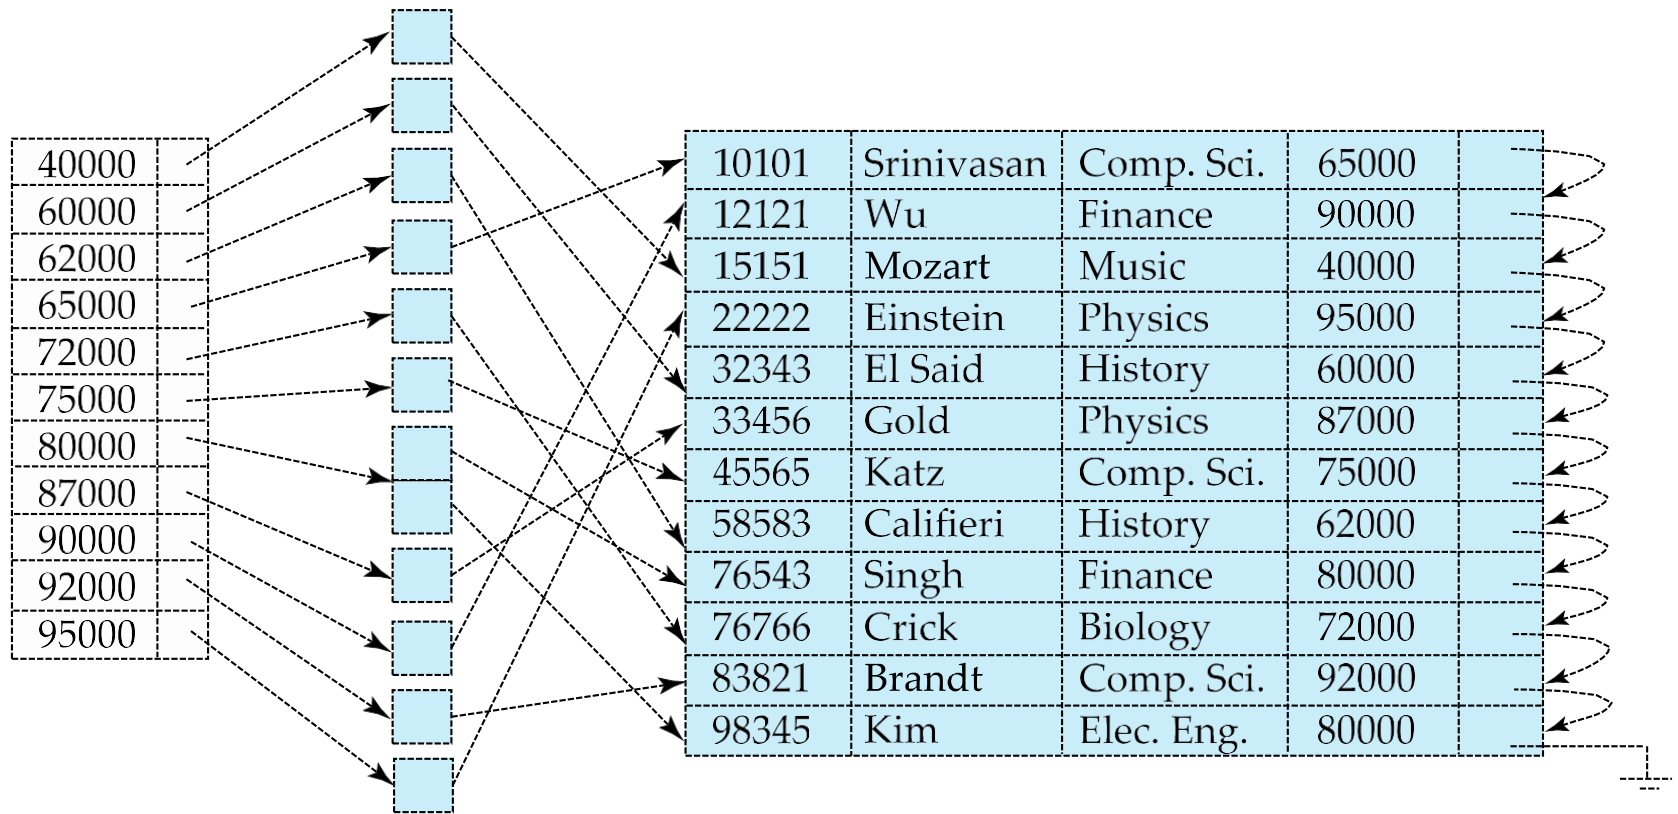 40000
60000
62000
65000
72000
75000
80000
87000
90000
92000
95000
10101 Srinivasan Comp. Sci. 65000
12121 Wu Finance 90000
15151 Mozart Music 40000
22222 Einstein Physics 95000
32343 El Said History 60000
33456 Gold Physics 87000
45565 Katz Comp. Sci. 75000
58583 Califieri History 62000
76543 Singh Finance 80000
76766 Crick Biology 72000
83821 Brandt Comp. Sci. 92000
98345 Kim Elec. Eng. 80000